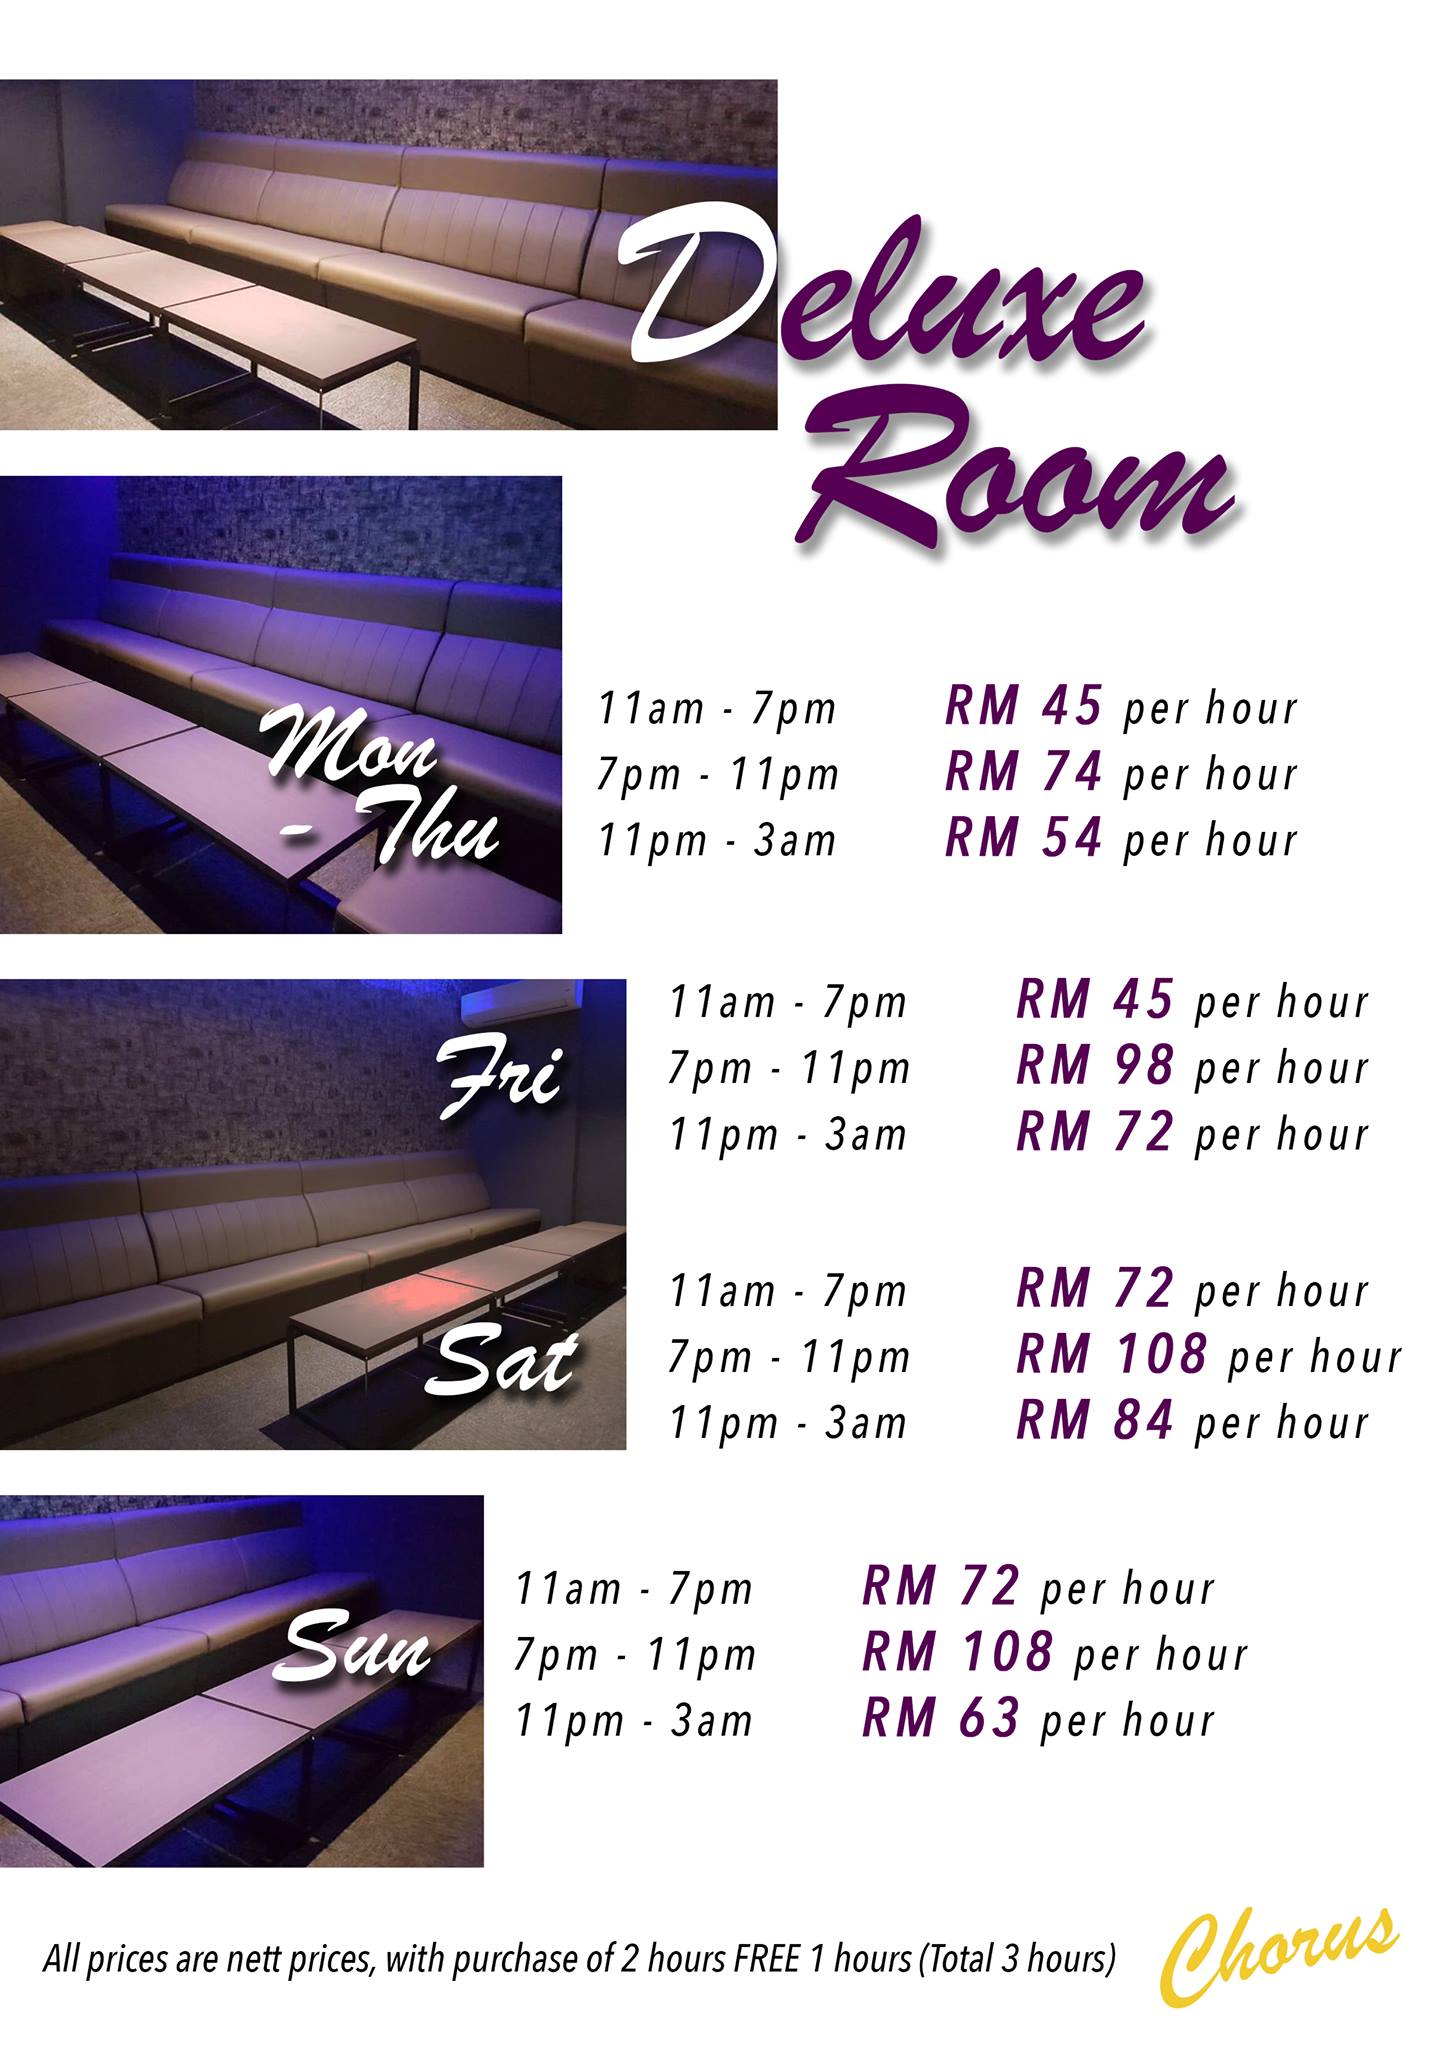 Deluxe
Room
Mon
- Thu
11am - 7pm RM 45 per hour
7pm - 11pm RM 74 per hour
11pm - 3am RM 54 per hour
Fri
11am - 7pm RM 45 per hour
7pm - 11pm RM 98 per hour
11pm - 3am RM 72 per hour
Sat
11am - 7pm RM 72 per hour
7pm - 11pm RM 108 per hour
11pm - 3am RM 84 per hour
Sun
11am - 7pm RM 72 per hour
7pm - 11pm RM 108 per hour
11pm - 3am RM 63 per hour
All prices are nett prices, with purchase of 2 hours FREE 1 hours (Total 3 hours)
Chorus